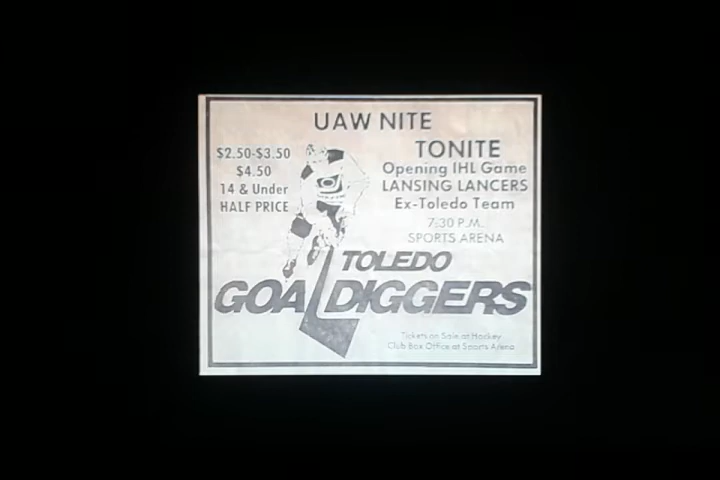 UAW NITE
$2.50-$3.50
$4.50
14 & Under
HALF PRICE
TONITE
Opening IHL Game
LANSING LANCERS
Ex-Toledo Team
7:30 P.M.
SPORTS ARENA
TOLEDO
GOALDIGGERS
Tickets on Sale at Hockey
Club Box Office at Sports Arena